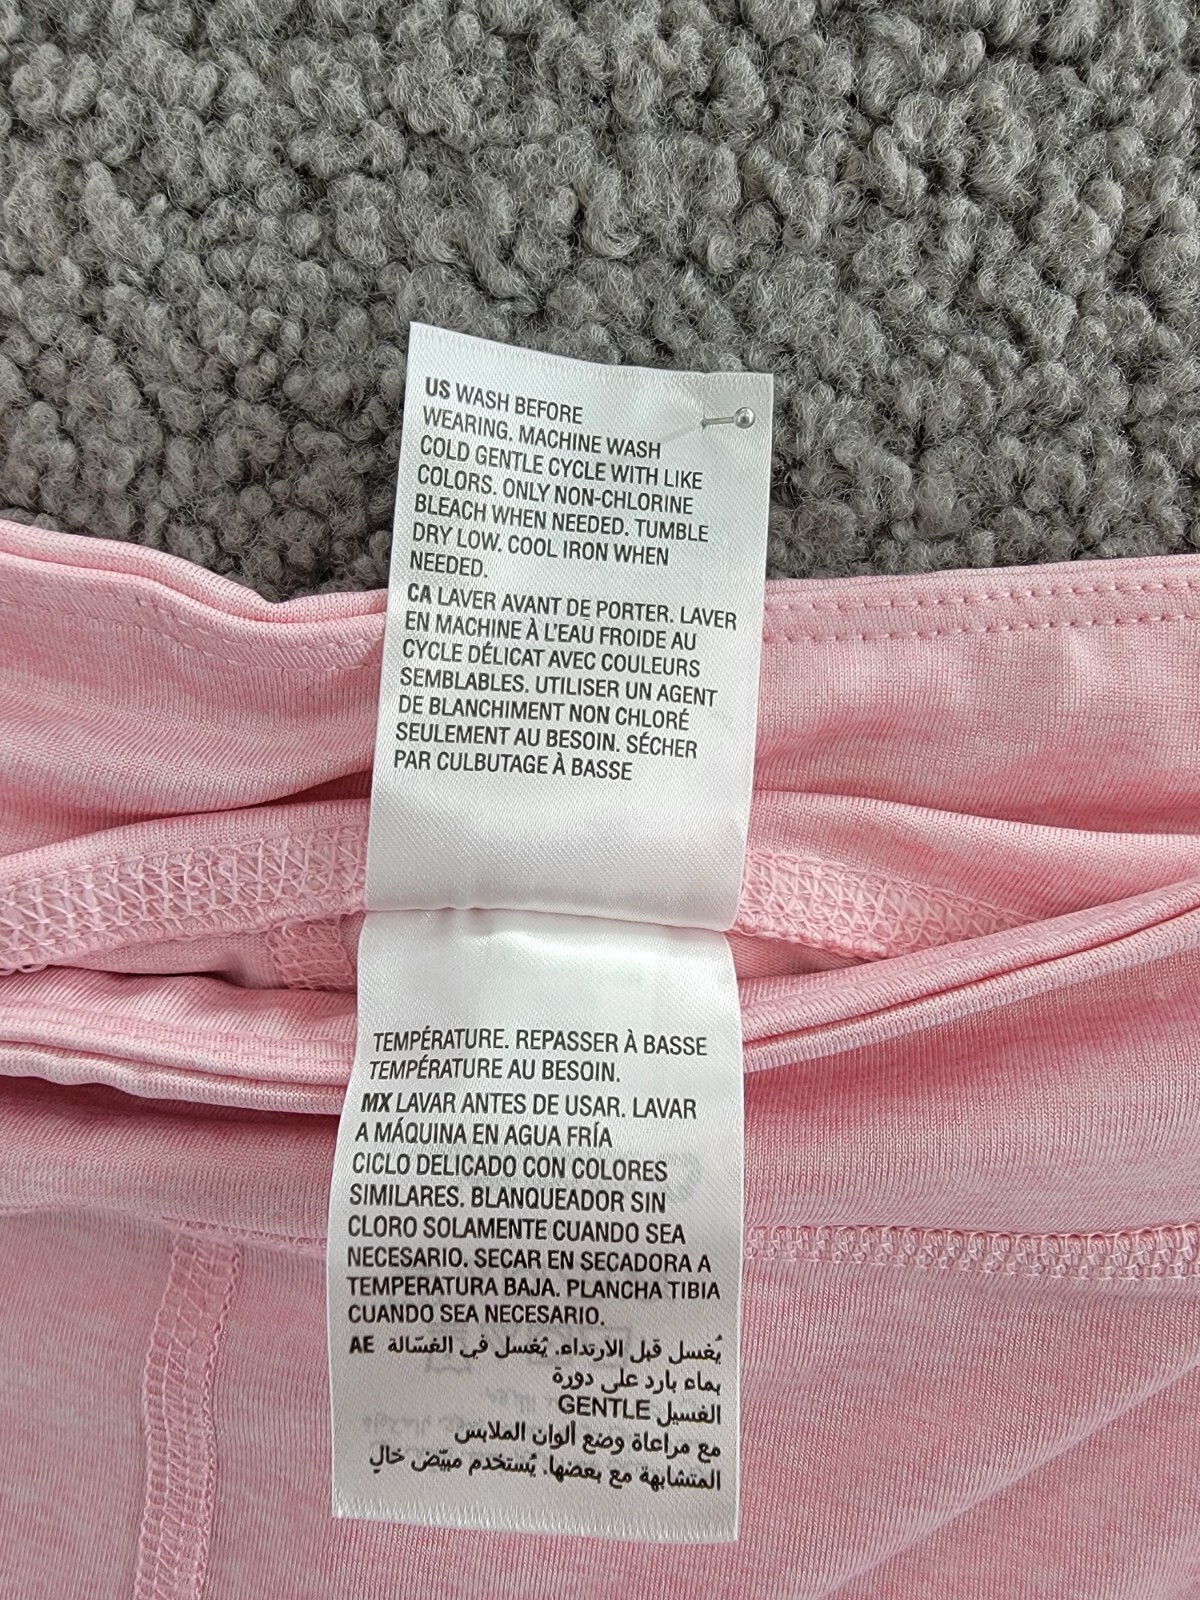 US WASH BEFORE
WEARING. MACHINE WASH
COLD GENTLE CYCLE WITH LIKE
COLORS. ONLY NON-CHLORINE
BLEACH WHEN NEEDED. TUMBLE
DRY LOW. COOL IRON WHEN
NEEDED.
CA LAVER AVANT DE PORTER. LAVER
EN MACHINE À L'EAU FROIDE AU
CYCLE DÉLICAT AVEC COULEURS
SEMBLABLES. UTILISER UN AGENT
DE BLANCHIMENT NON CHLORÉ
SEULEMENT AU BESOIN. SÉCHER
PAR CULBUTAGE À BASSE
TEMPÉRATURE. REPASSER À BASSE
TEMPÉRATURE AU BESOIN.
MX LAVAR ANTES DE USAR. LAVAR
A MÁQUINA EN AGUA FRÍA
CICLO DELICADO CON COLORES
SIMILARES. BLANQUEADOR SIN
CLORO SOLAMENTE CUANDO SEA
NECESARIO. SECAR EN SECADORA A
TEMPERATURA BAJA. PLANCHA TIBIA
CUANDO SEA NECESARIO.
يُغسل قبل الارتداء. يُغسل في الغسّالة AE
بماء بارد على دورة
الغسيل GENTLE
مع مراعاة وضع ألوان الملابس
المتشابهة مع بعضها. يُستخدم مبيّض خالٍ